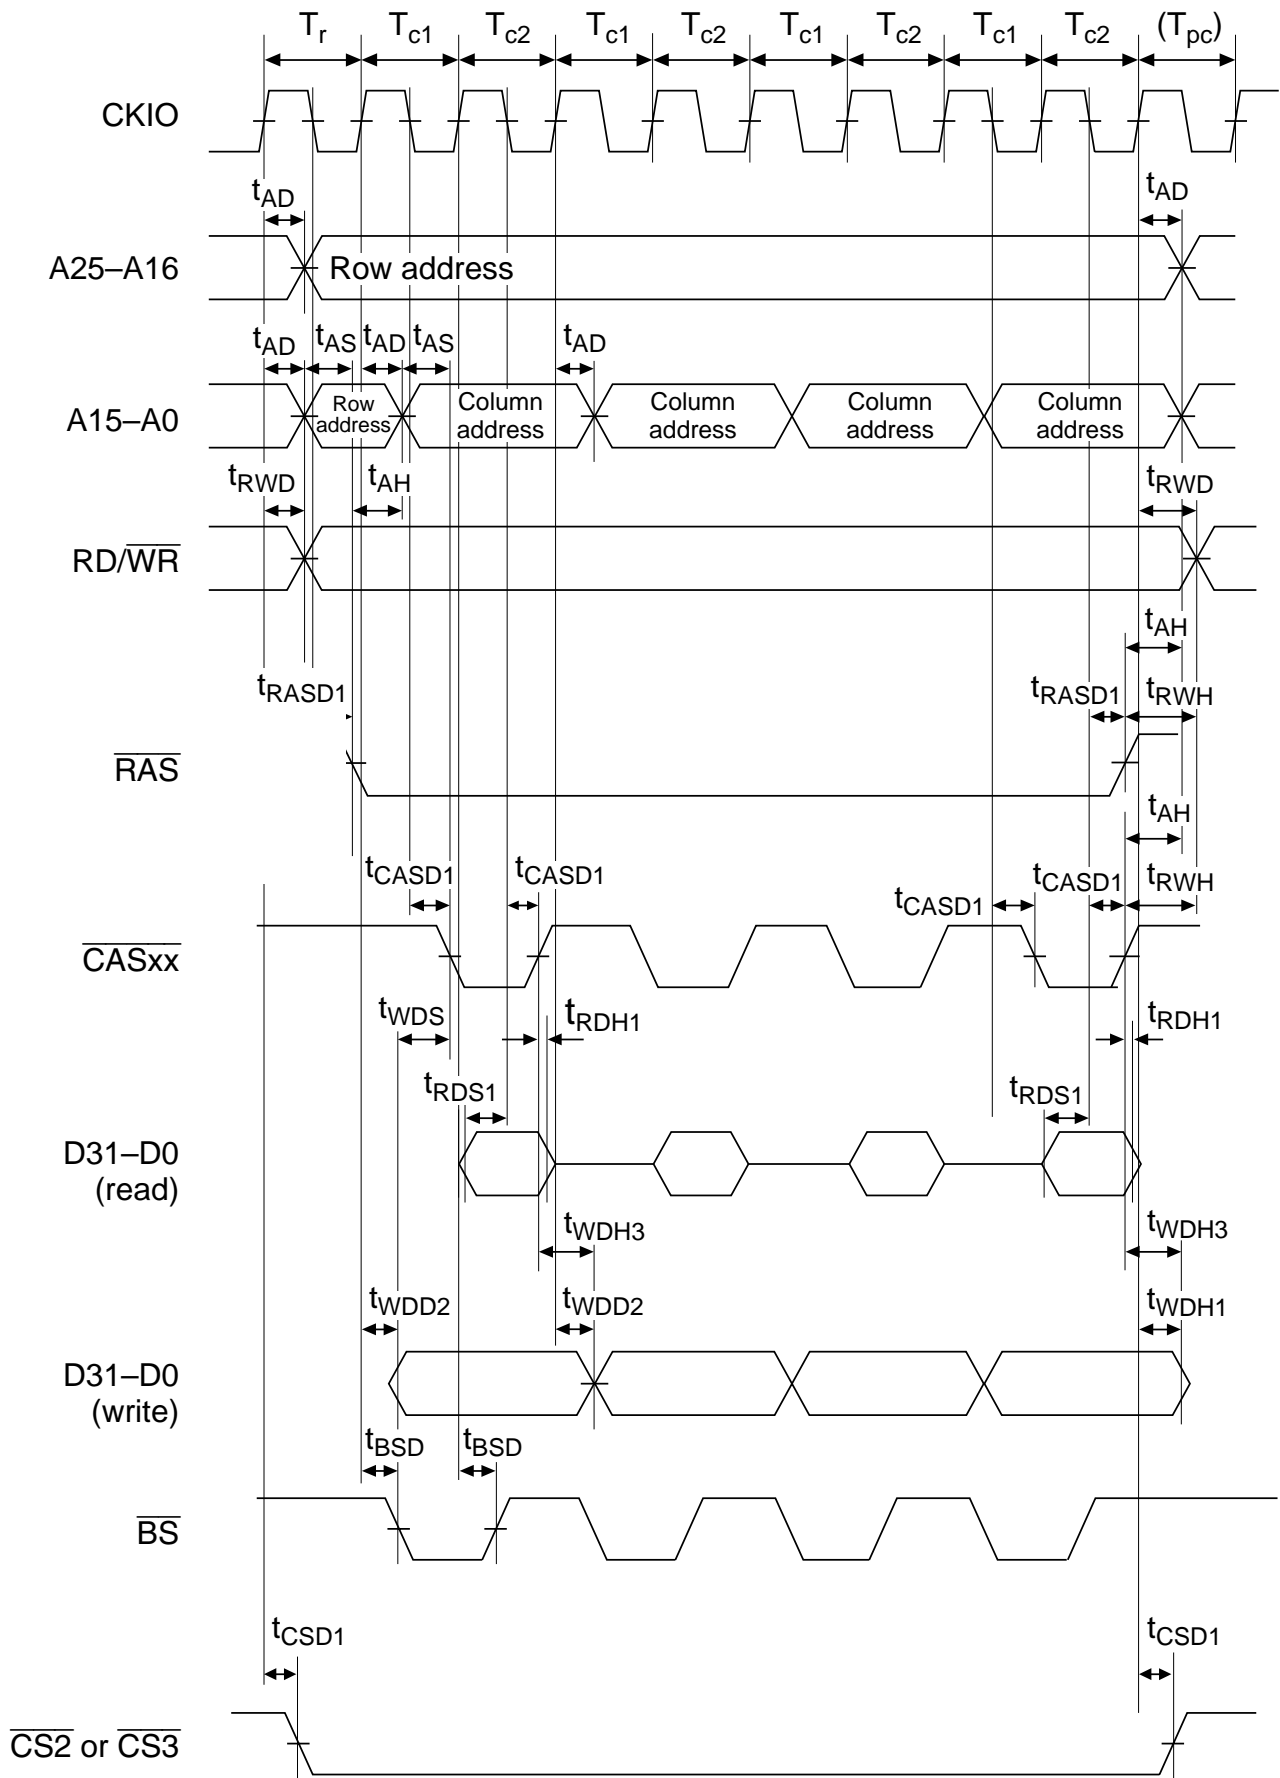 Tr Tc1 Tc2 Tc1 Tc2 Tc1 Tc2 Tc1 Tc2 (Tpc)
CKIO
tAD tAD
A25–A16 Row address
tAD tAS tAD tAS tAD
A15–A0 Row address Column address Column address Column address Column address
tRWD tAH tRWD
RD/WR
tAH
tRASD1 tRASD1 tRWH
RAS
tAH
tCASD1 tCASD1 tCASD1 tCASD1 tRWH
CASxx
tWDS tRDH1 tRDH1
tRDS1 tRDS1
D31–D0
(read)
tWDH3 tWDH3
tWDD2 tWDD2 tWDH1
D31–D0
(write)
tBSD tBSD
BS
tCSD1 tCSD1
CS2 or CS3